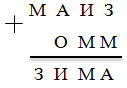 + М А И З
О М М
З И М А